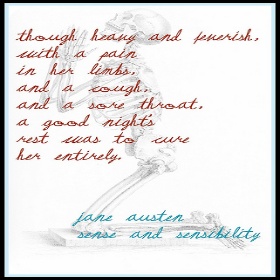 though heavy and feverish,
with a pain
in her limbs,
and a cough,
and a sore throat,
a good night's
rest was to cure
her entirely.
jane austen
sense and sensibility